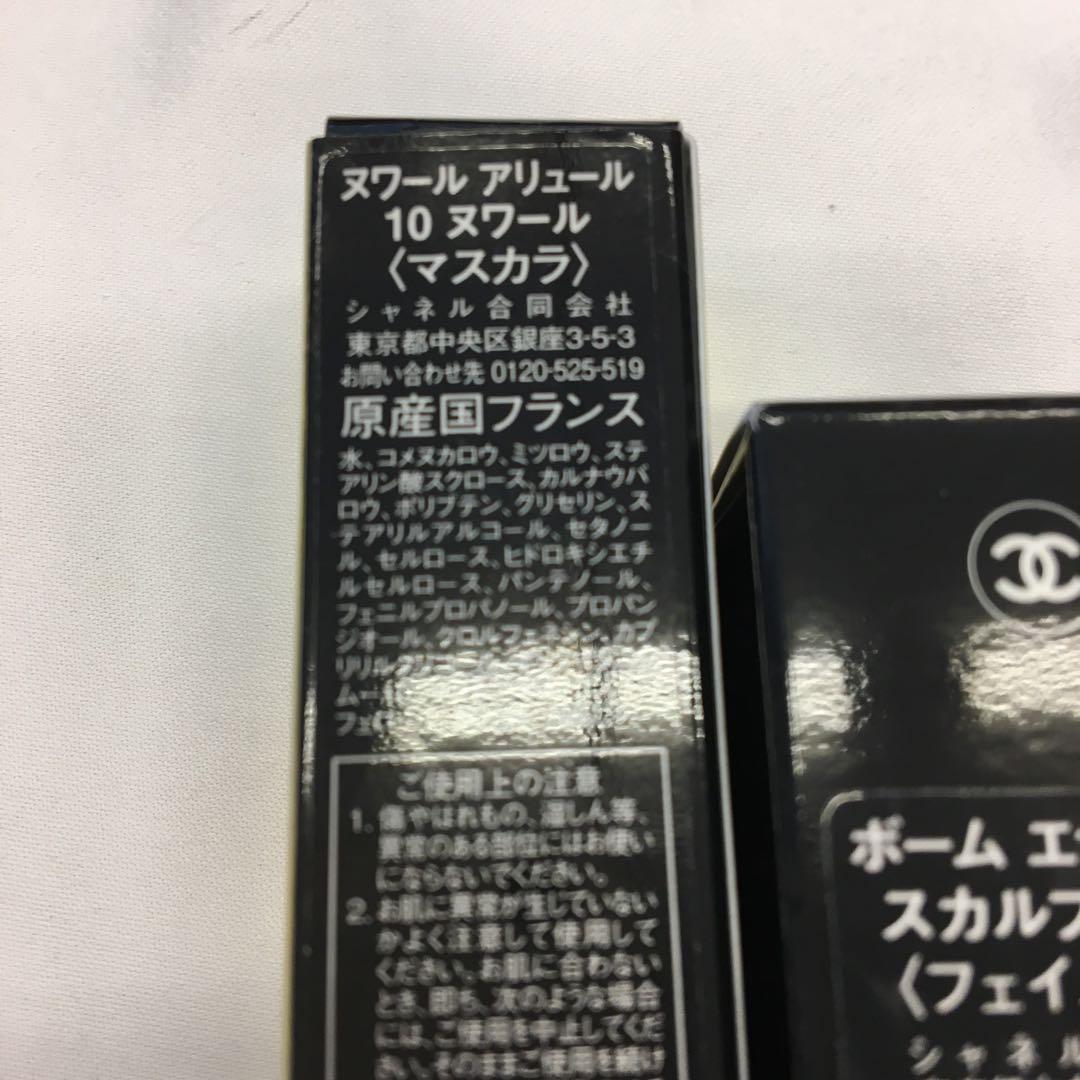 ヌワール アリュール
10 ヌワール
〈マスカラ〉
シャネル合同会社
東京都中央区銀座3-5-3
お問い合わせ先 0120-525-519
原産国フランス
水、コメヌカロウ、ミツロウ、ステ
アリン酸スクロース、カルナウバ
ロウ、ポリブテン、グリセリン、ス
テアリルアルコール、セタノー
ル、セルロース、ヒドロキシエチ
ルセルロース、パンテノール、
フェニルプロパノール、プロパン
ジオール、クロルフェネシン、カプ
リリルグリコール
ムー
フェ
ご使用上の注意
1. 傷やはれもの、湿しん等、
異常のある部位にはお使い
にならないでください。
2. お肌に異常が生じていない
かよく注意して使用して
ください。お肌に合わない
とき、即ち、次のような場合
には、ご使用を中止してくだ
さい。そのままご使用を続け
ボーム エ
スカルプ
〈フェイ
シャネル